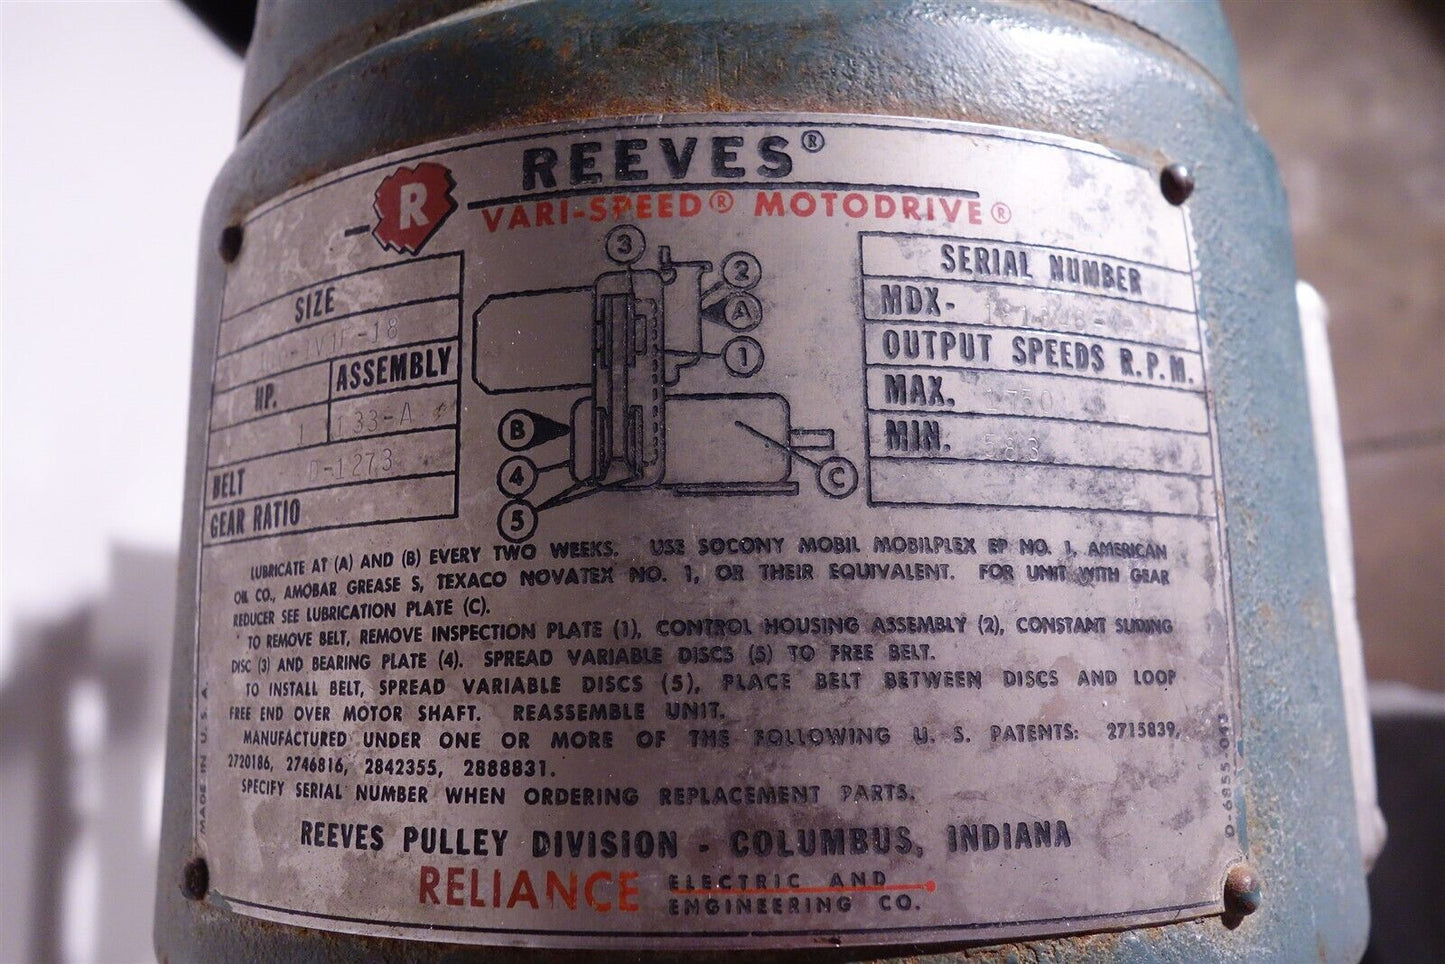 REEVES®
R
VARI-SPEED® MOTODRIVE®
SIZE
HP.
ASSEMBLY
1
133-A
BELT
GEAR RATIO
3
2
A
1
B
4
5
C
SERIAL NUMBER
MDX-
OUTPUT SPEEDS R.P.M.
MAX. 1750
MIN. 583
LUBRICATE AT (A) AND (B) EVERY TWO WEEKS. USE SOCONY MOBIL MOBILPLEX EP NO. 1, AMERICAN
OIL CO., AMOBAR GREASE S, TEXACO NOVATEX NO. 1, OR THEIR EQUIVALENT. FOR UNIT WITH GEAR
REDUCER SEE LUBRICATION PLATE (C).
TO REMOVE BELT, REMOVE INSPECTION PLATE (1), CONTROL HOUSING ASSEMBLY (2), CONSTANT SLIDING
DISC (3) AND BEARING PLATE (4). SPREAD VARIABLE DISCS (5) TO FREE BELT.
TO INSTALL BELT, SPREAD VARIABLE DISCS (5), PLACE BELT BETWEEN DISCS AND LOOP
FREE END OVER MOTOR SHAFT. REASSEMBLE UNIT.
MANUFACTURED UNDER ONE OR MORE OF THE FOLLOWING U. S. PATENTS: 2715839,
2720186, 2746816, 2842355, 2888831.
SPECIFY SERIAL NUMBER WHEN ORDERING REPLACEMENT PARTS.
REEVES PULLEY DIVISION - COLUMBUS, INDIANA
RELIANCE ELECTRIC AND
ENGINEERING CO.
MADE IN U. S. A.